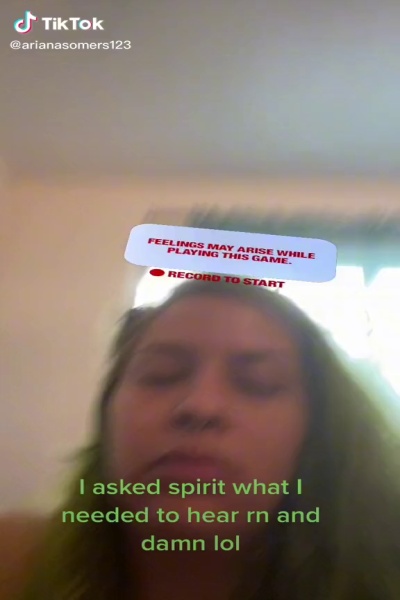 TikTok
@arianasomers123
FEELINGS MAY ARISE WHILE
PLAYING THIS GAME.
RECORD TO START
I asked spirit what I
needed to hear rn and
damn lol